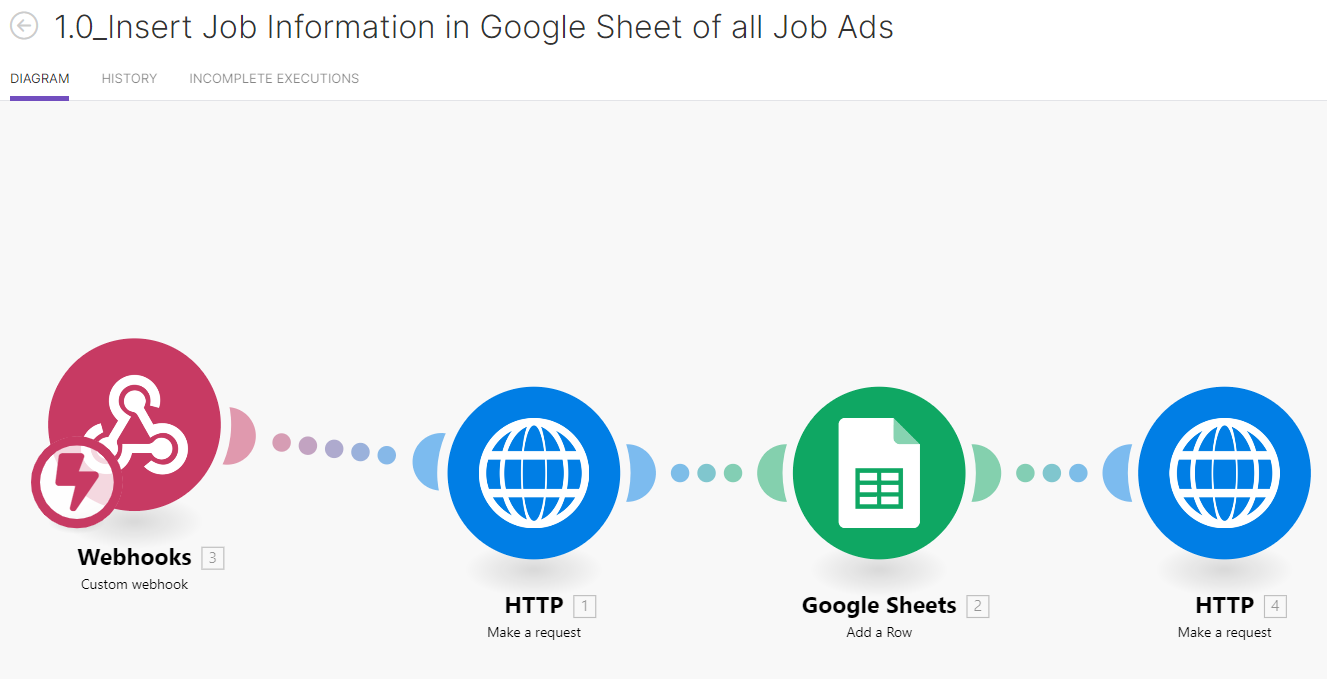 1.0_Insert Job Information in Google Sheet of all Job Ads
DIAGRAM HISTORY INCOMPLETE EXECUTIONS
Webhooks 3
Custom webhook
HTTP 1
Make a request
Google Sheets 2
Add a Row
HTTP 4
Make a request